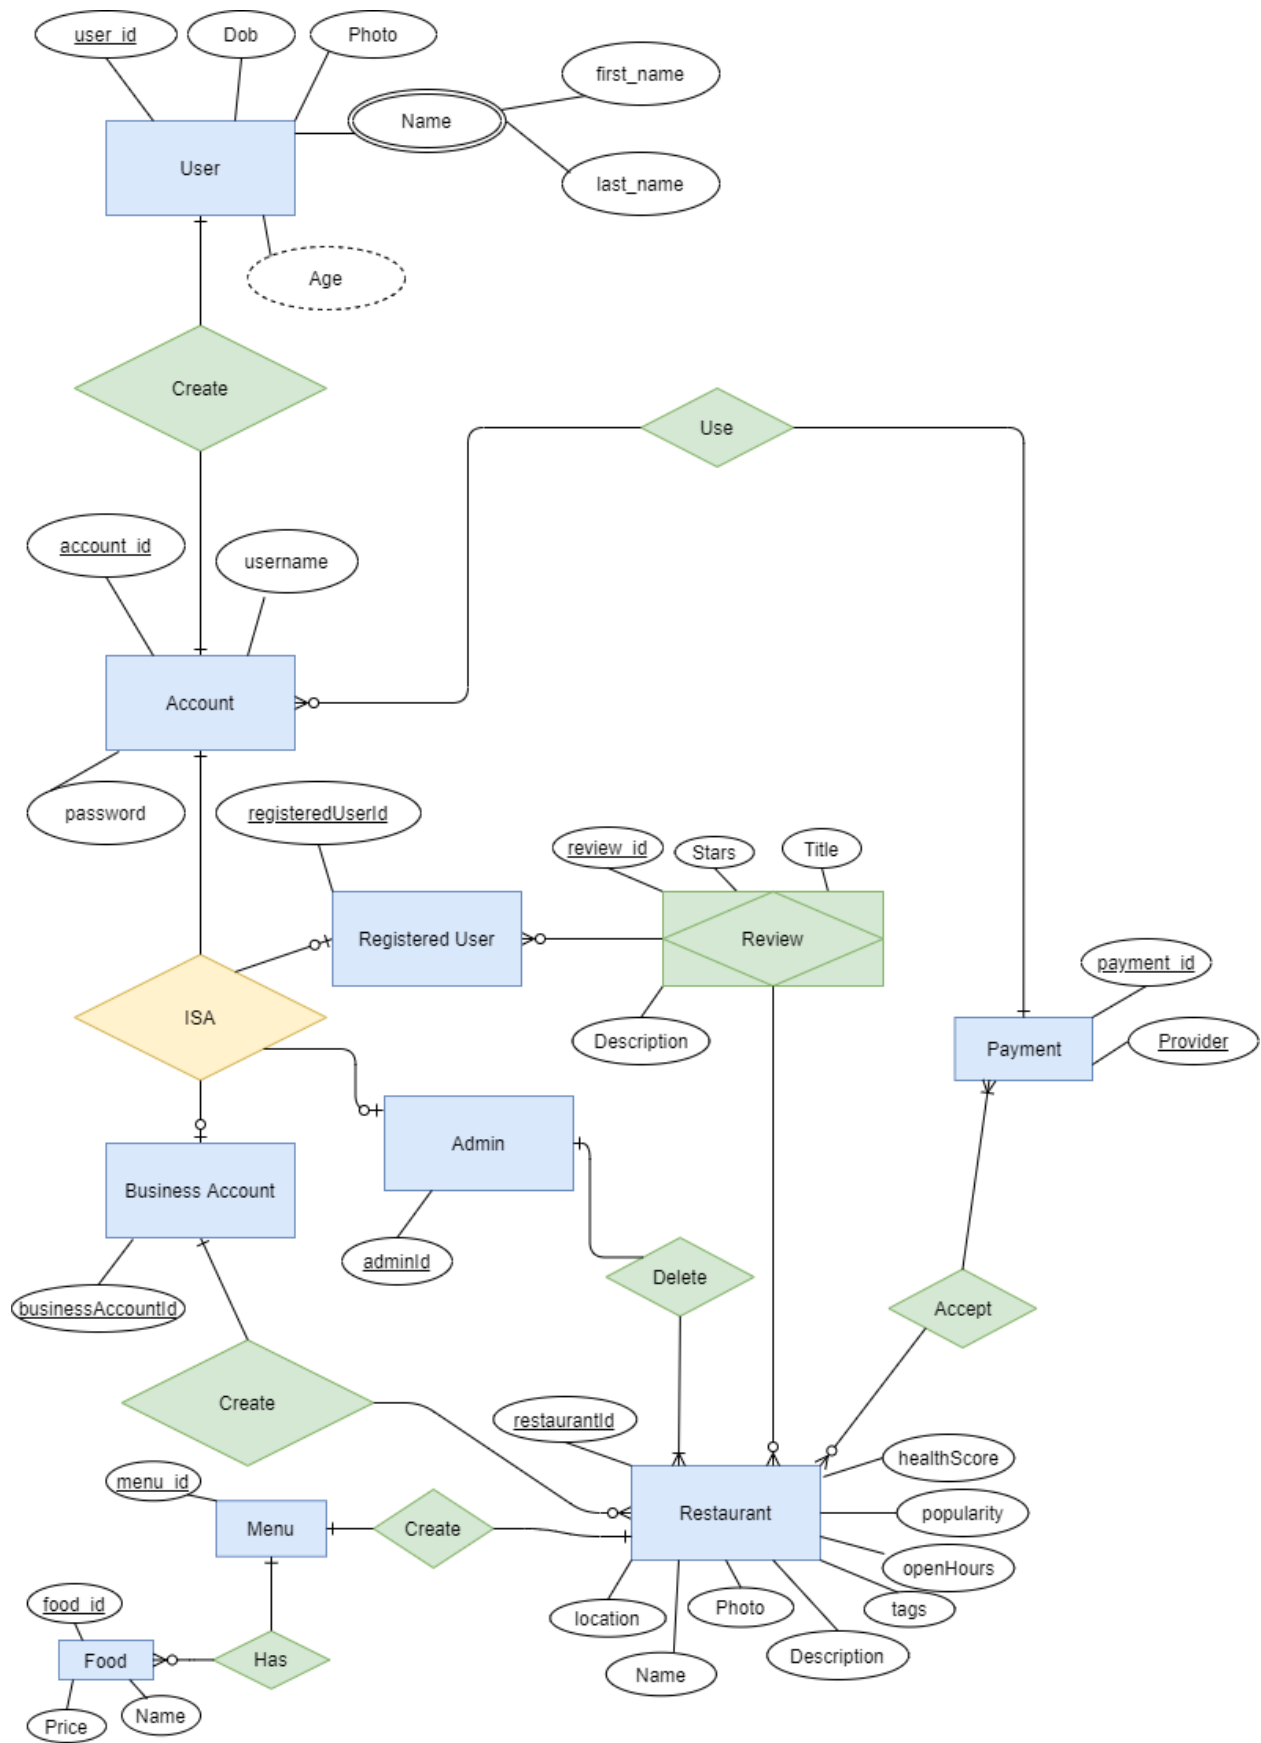 user_id
Dob
Photo
first_name
Name
last_name
User
Age
Create
Use
account_id
username
Account
password
registeredUserId
review_id
Stars
Title
Registered User
Review
payment_id
ISA
Description
Payment
Provider
Admin
Business Account
adminId
Delete
businessAccountId
Accept
Create
restaurantId
healthScore
menu_id
Restaurant
popularity
Menu
Create
openHours
food_id
location
Photo
tags
Food
Has
Name
Description
Price
Name